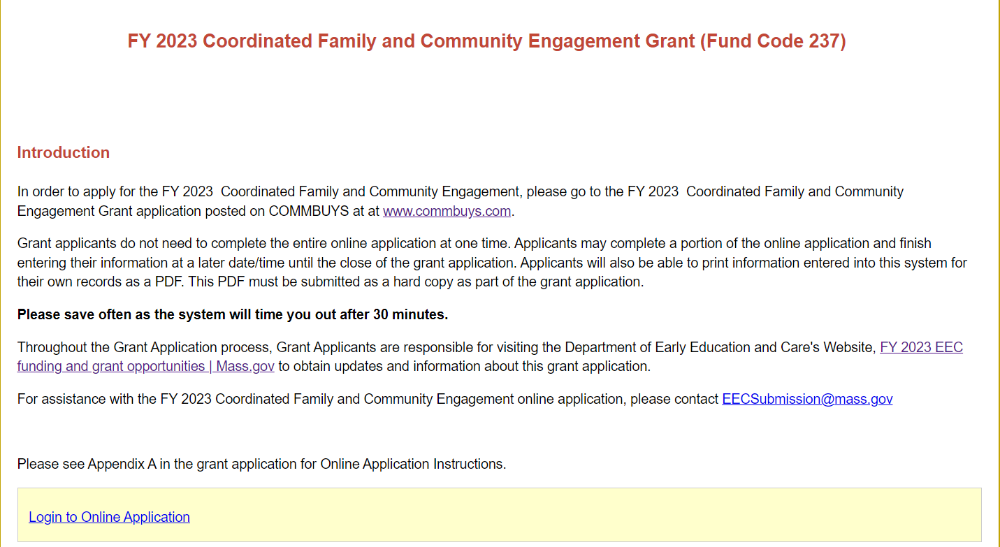 FY 2023 Coordinated Family and Community Engagement Grant (Fund Code 237)
Introduction
In order to apply for the FY 2023  Coordinated Family and Community Engagement, please go to the FY 2023  Coordinated Family and Community
Engagement Grant application posted on COMMBUYS at at www.commbuys.com.
Grant applicants do not need to complete the entire online application at one time. Applicants may complete a portion of the online application and finish
entering their information at a later date/time until the close of the grant application. Applicants will also be able to print information entered into this system for
their own records as a PDF. This PDF must be submitted as a hard copy as part of the grant application.
Please save often as the system will time you out after 30 minutes.
Throughout the Grant Application process, Grant Applicants are responsible for visiting the Department of Early Education and Care's Website, FY 2023 EEC
funding and grant opportunities | Mass.gov to obtain updates and information about this grant application.
For assistance with the FY 2023 Coordinated Family and Community Engagement online application, please contact EECSubmission@mass.gov
Please see Appendix A in the grant application for Online Application Instructions.
Login to Online Application